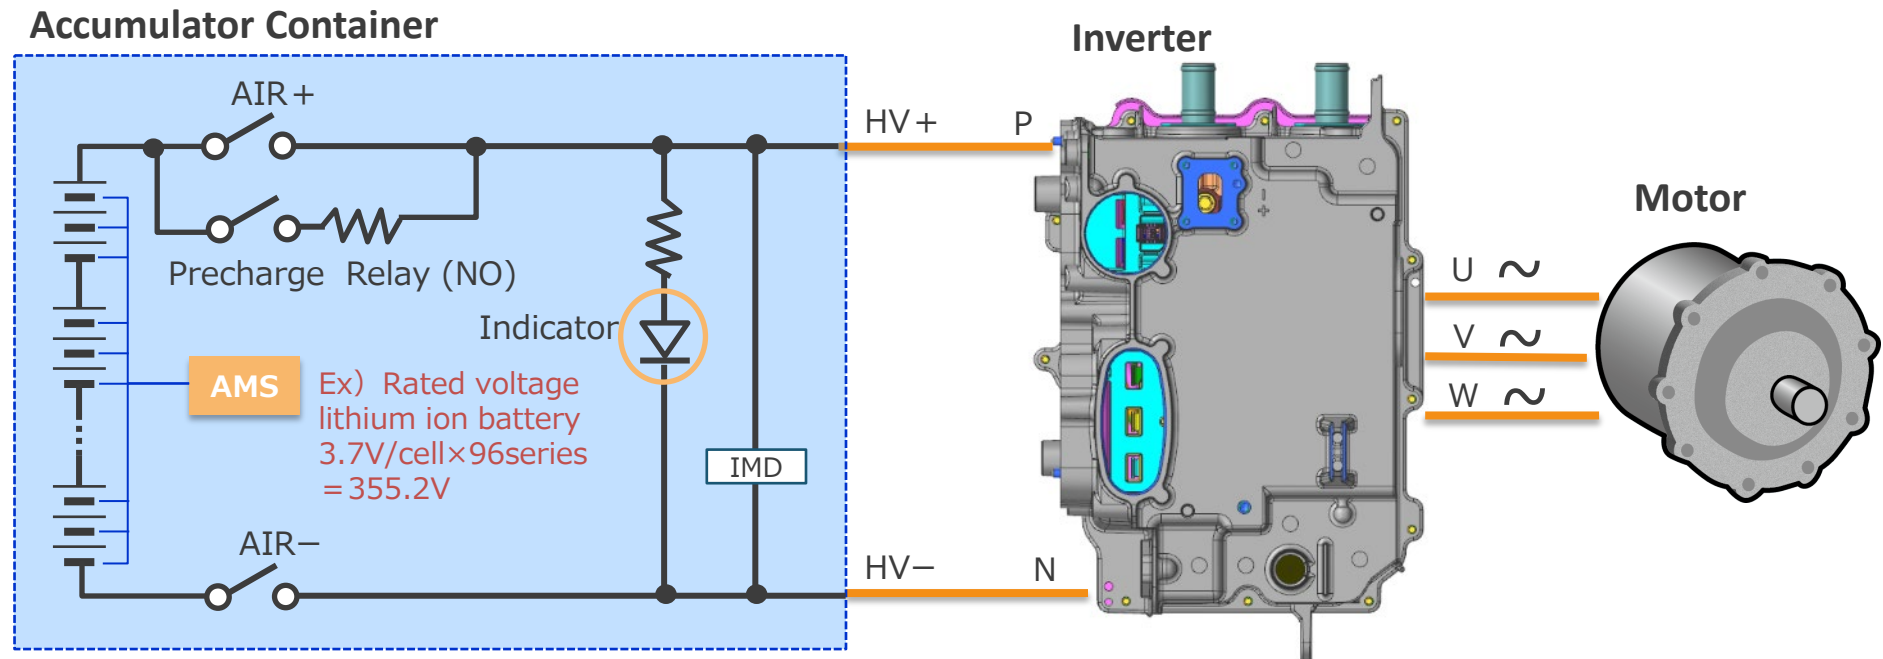 Accumulator Container
Inverter
AIR+
HV+
P
Motor
Precharge Relay (NO)
U ~
Indicator
V ~
AMS
Ex) Rated voltage
lithium ion battery
3.7V/cell×96series
=355.2V
W ~
IMD
AIR−
HV−
N